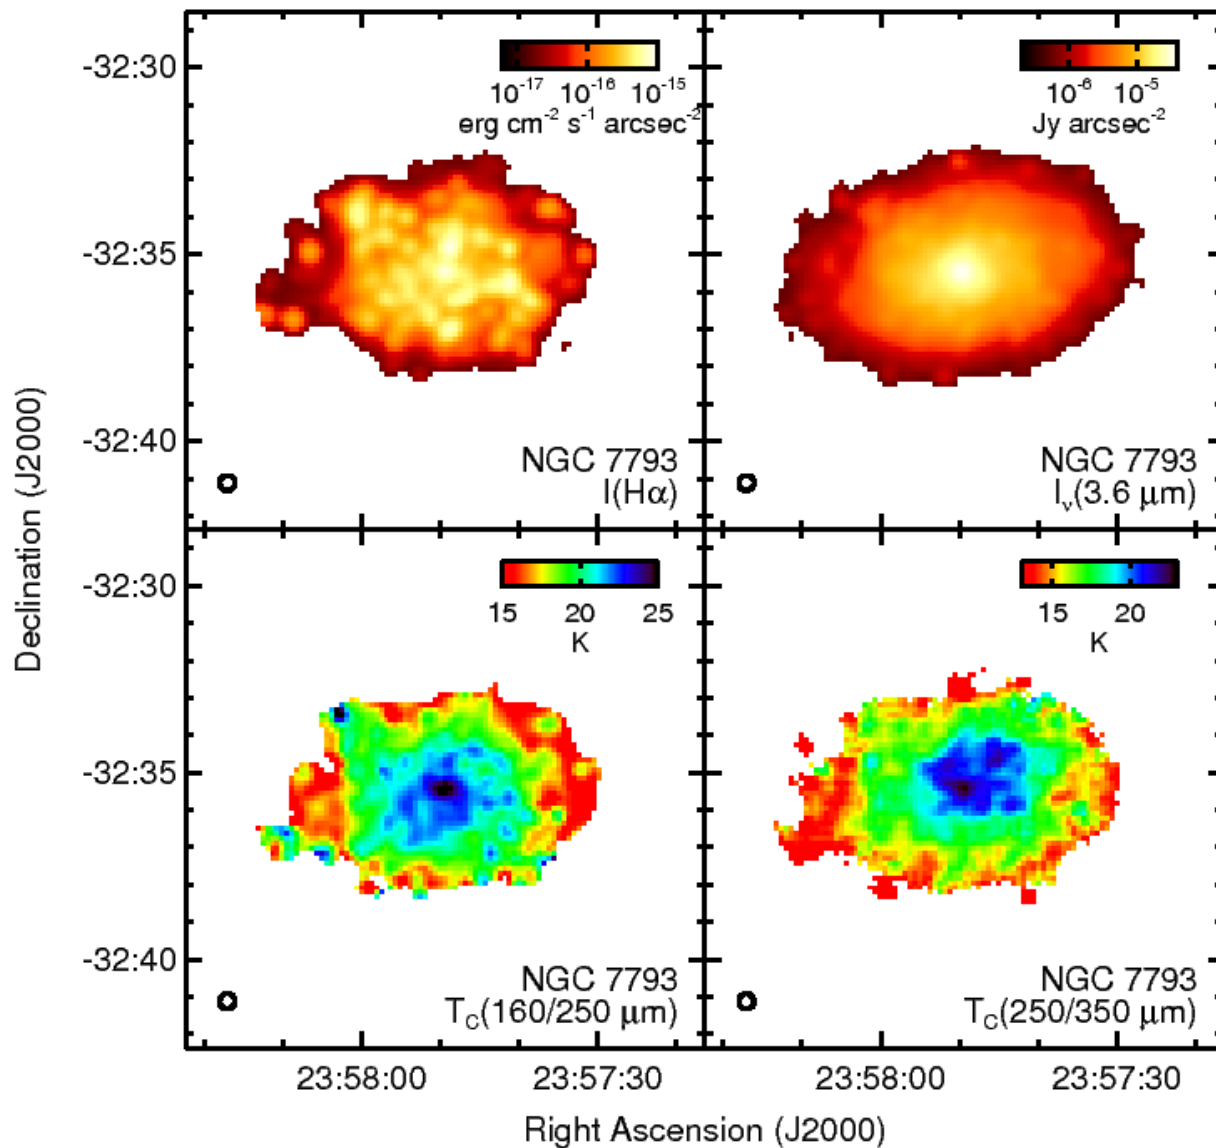 -32:30
10⁻¹⁷ 10⁻¹⁶ 10⁻¹⁵
erg cm⁻² s⁻¹ arcsec⁻²
10⁻⁶ 10⁻⁵
Jy arcsec⁻²
-32:35
-32:40
NGC 7793
I(Hα)
NGC 7793
Iᵥ(3.6 μm)
Declination (J2000)
-32:30
15 20 25
K
15 20
K
-32:35
-32:40
NGC 7793
T_C(160/250 μm)
NGC 7793
T_C(250/350 μm)
23:58:00 23:57:30 23:58:00 23:57:30
Right Ascension (J2000)